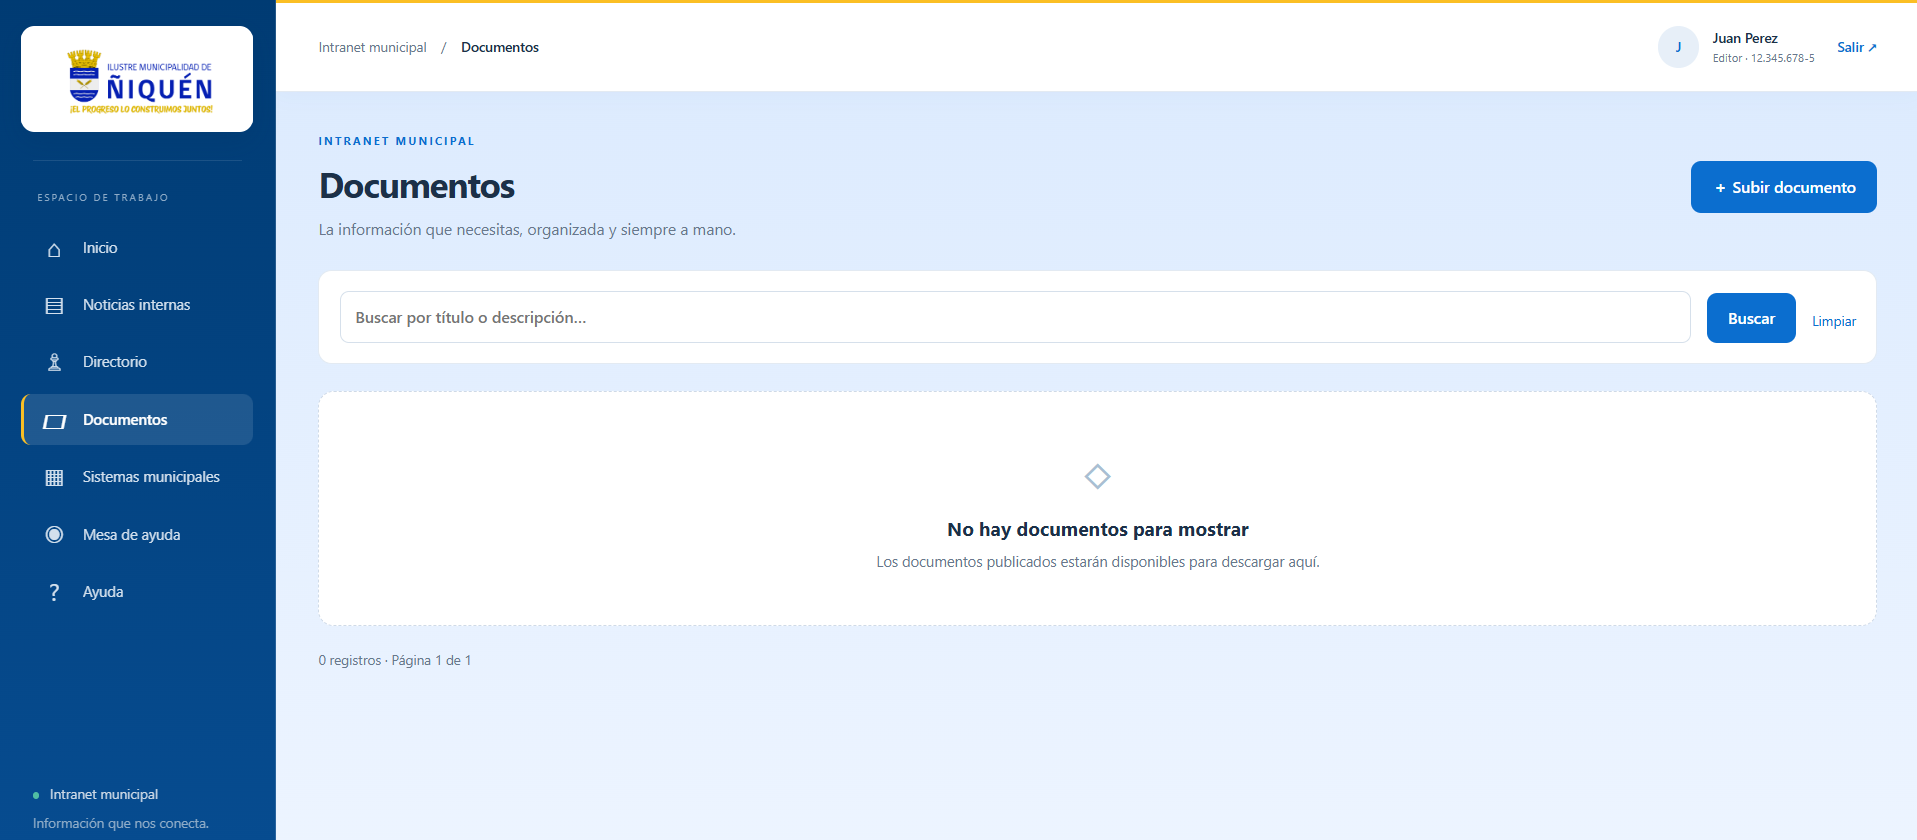 ILUSTRE MUNICIPALIDAD DE
ÑIQUÉN
¡EL PROGRESO LO CONSTRUIMOS JUNTOS!
ESPACIO DE TRABAJO
Inicio
Noticias internas
Directorio
Documentos
Sistemas municipales
Mesa de ayuda
? Ayuda
Intranet municipal
Información que nos conecta.
Intranet municipal / Documentos
J
Juan Perez
Editor · 12.345.678-5
Salir ↗
INTRANET MUNICIPAL
Documentos
La información que necesitas, organizada y siempre a mano.
+ Subir documento
Buscar por título o descripción...
Buscar
Limpiar
No hay documentos para mostrar
Los documentos publicados estarán disponibles para descargar aquí.
0 registros · Página 1 de 1